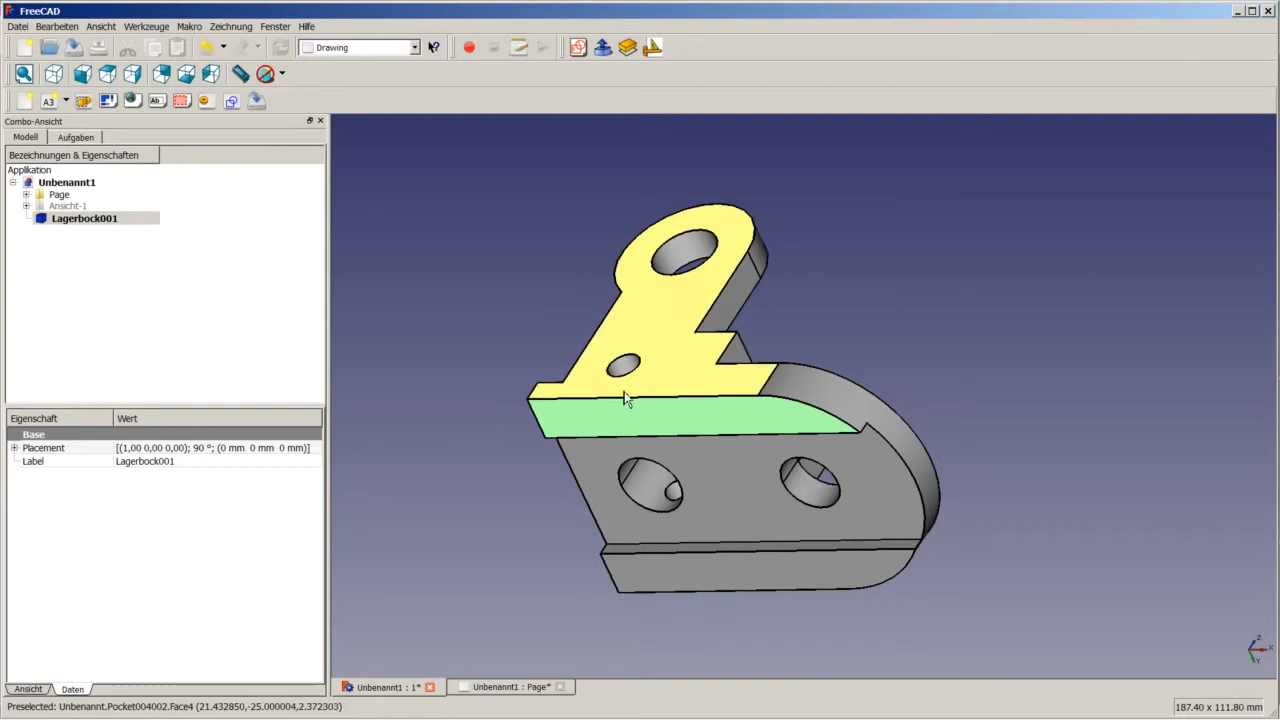 FreeCAD
Datei Bearbeiten Ansicht Werkzeuge Makro Zeichnung Fenster Hilfe
Drawing
A3
Combo-Ansicht
Modell Aufgaben
Bezeichnungen & Eigenschaften
Applikation
Unbenannt1
Page
Ansicht-1
Lagerbock001
Eigenschaft Wert
Base
Placement [(1,00 0,00 0,00); 90 °; (0 mm 0 mm 0 mm)]
Label Lagerbock001
Ansicht Daten
Unbenannt1 : 1* Unbenannt1 : Page*
Preselected: Unbenannt.Pocket004002.Face4 (21.432850,-25.000004,2.372303)
187.40 x 111.80 mm